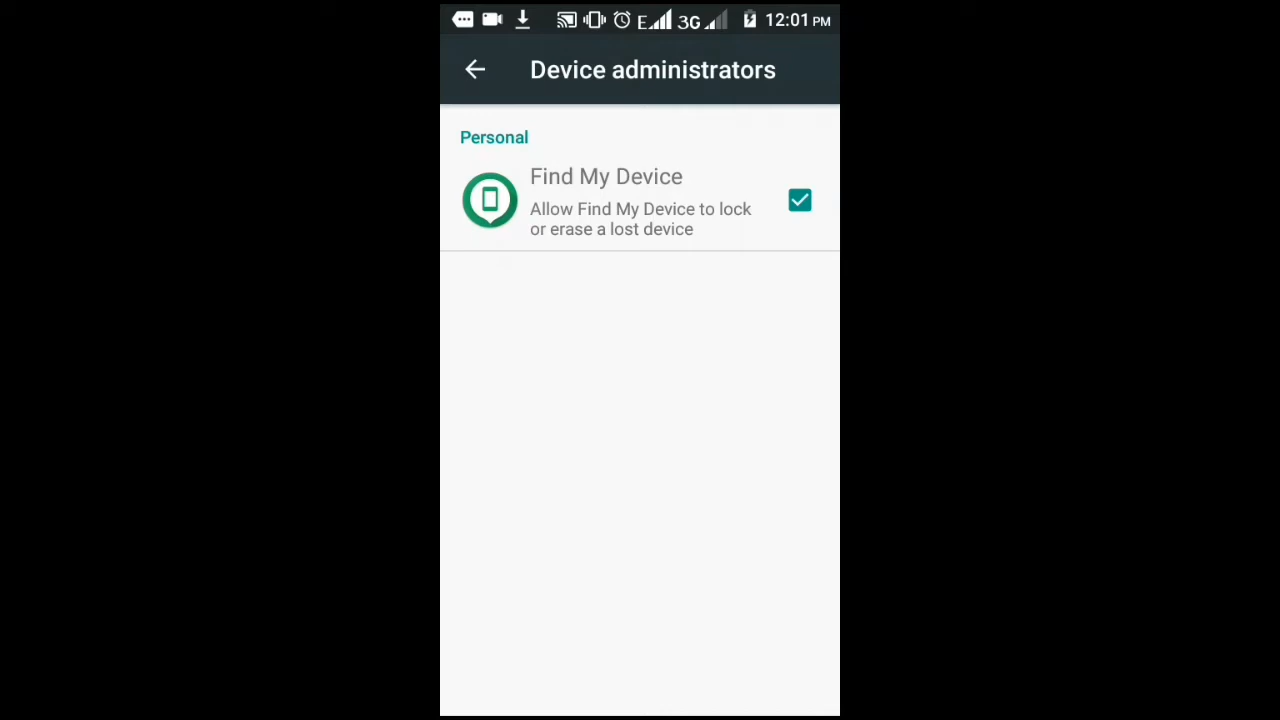 E 3G 12:01 PM
Device administrators
Personal
Find My Device
Allow Find My Device to lock
or erase a lost device